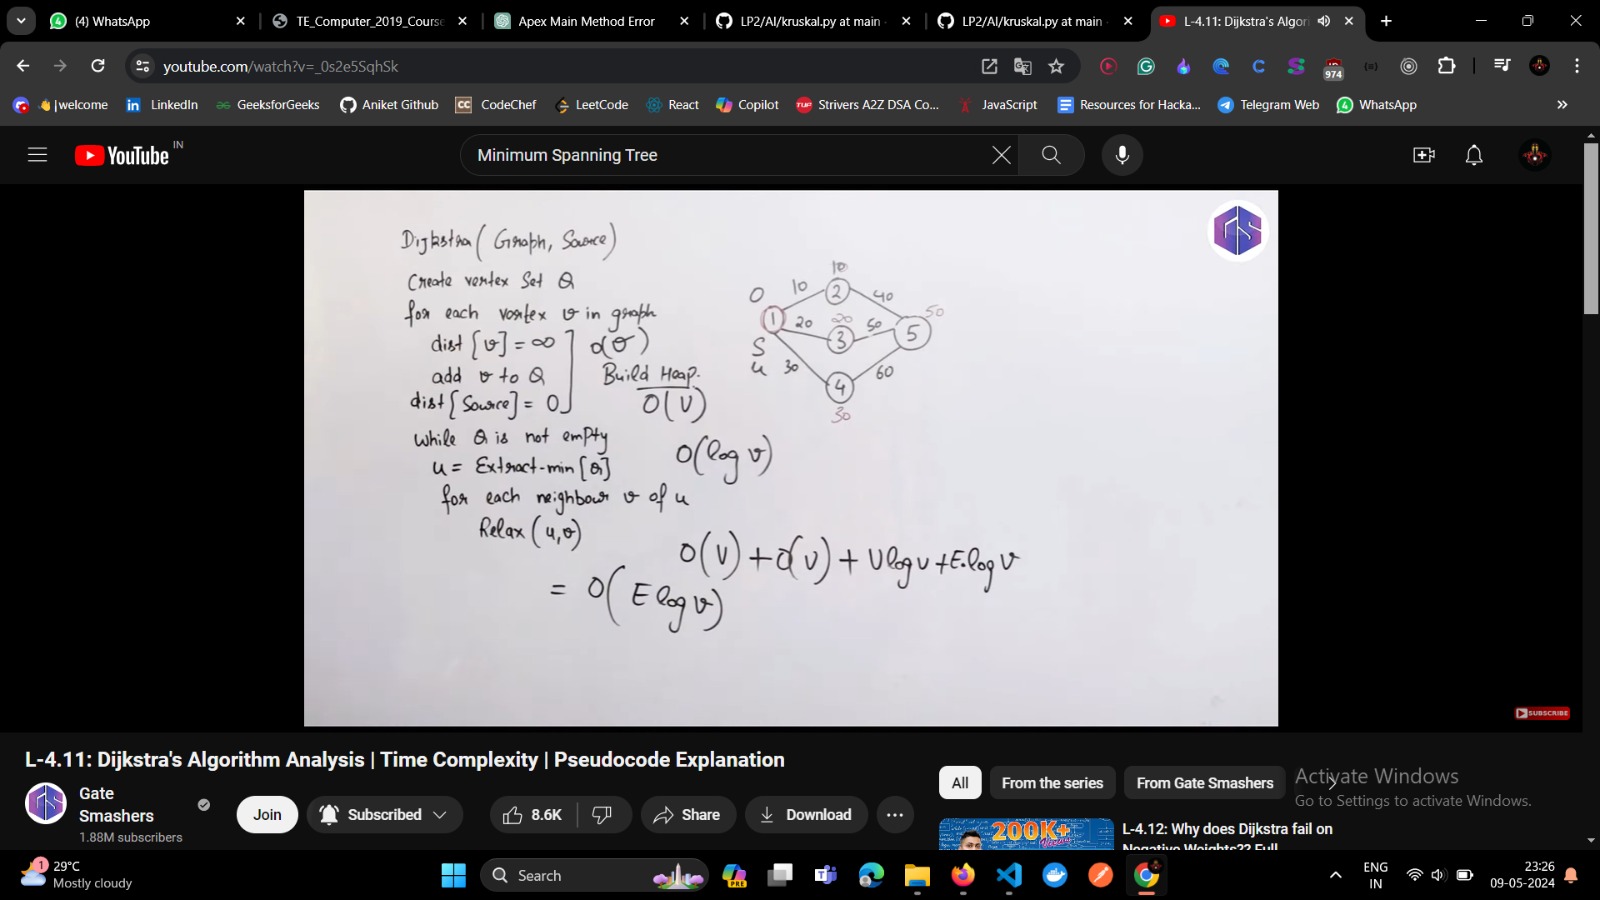 (4) WhatsApp
TE_Computer_2019_Course
Apex Main Method Error
LP2/AI/kruskal.py at main
LP2/AI/kruskal.py at main
L-4.11: Dijkstra's Algori
youtube.com/watch?v=_0s2e5SqhSk
974
|welcome
LinkedIn
GeeksforGeeks
Aniket Github
CC
CodeChef
LeetCode
React
Copilot
TUF
Strivers A2Z DSA Co...
JavaScript
Resources for Hacka...
Telegram Web
WhatsApp
YouTube IN
Minimum Spanning Tree
Dijkstra(Graph, Source)
Create vertex Set Q
for each vertex v in graph
dist[v] = ∞
O(V)
add v to Q
Build Heap.
dist[Source] = 0
O(V)
while Q is not empty
u = Extract-min[Q]
O(log v)
for each neighbour v of u
Relax(u,v)
O(V) + O(V) + V log v + E.log V
= O(E log v)
10
0
10
2
40
1
20
20
50
50
5
3
S
u
30
60
4
30
SUBSCRIBE
L-4.11: Dijkstra's Algorithm Analysis | Time Complexity | Pseudocode Explanation
Gate
Smashers
1.88M subscribers
Join
Subscribed
8.6K
Share
Download
All
From the series
From Gate Smashers
Activate Windows
Go to Settings to activate Windows.
200K+
L-4.12: Why does Dijkstra fail on
Negative Weights?? Full
1
29°C
Mostly cloudy
Search
PRE
ENG
IN
23:26
09-05-2024